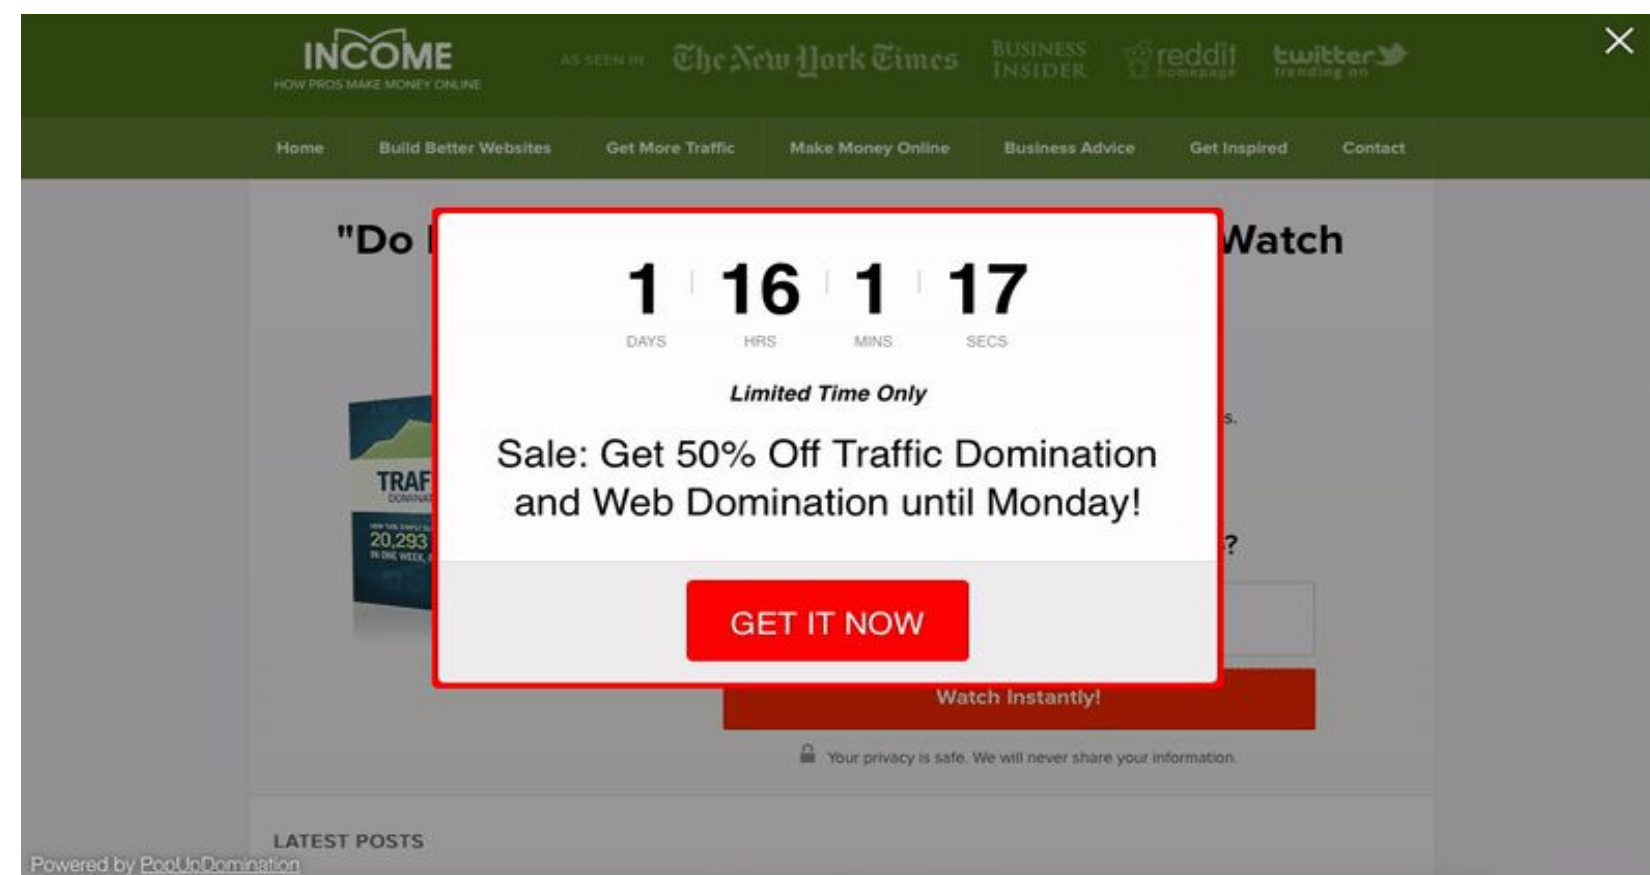 INCOME
HOW PROS MAKE MONEY ONLINE
AS SEEN IN
The New York Times
BUSINESS
INSIDER
reddit
homepage
twitter
trending on
Home Build Better Websites Get More Traffic Make Money Online Business Advice Get Inspired Contact
"Do Watch
1 16 1 17
DAYS HRS MINS SECS
Limited Time Only
s.
Sale: Get 50% Off Traffic Domination
and Web Domination until Monday!
TRAF
20,293
IN ONE WEEK,
?
GET IT NOW
Watch Instantly!
Your privacy is safe. We will never share your information.
LATEST POSTS
Powered by PopUpDomination